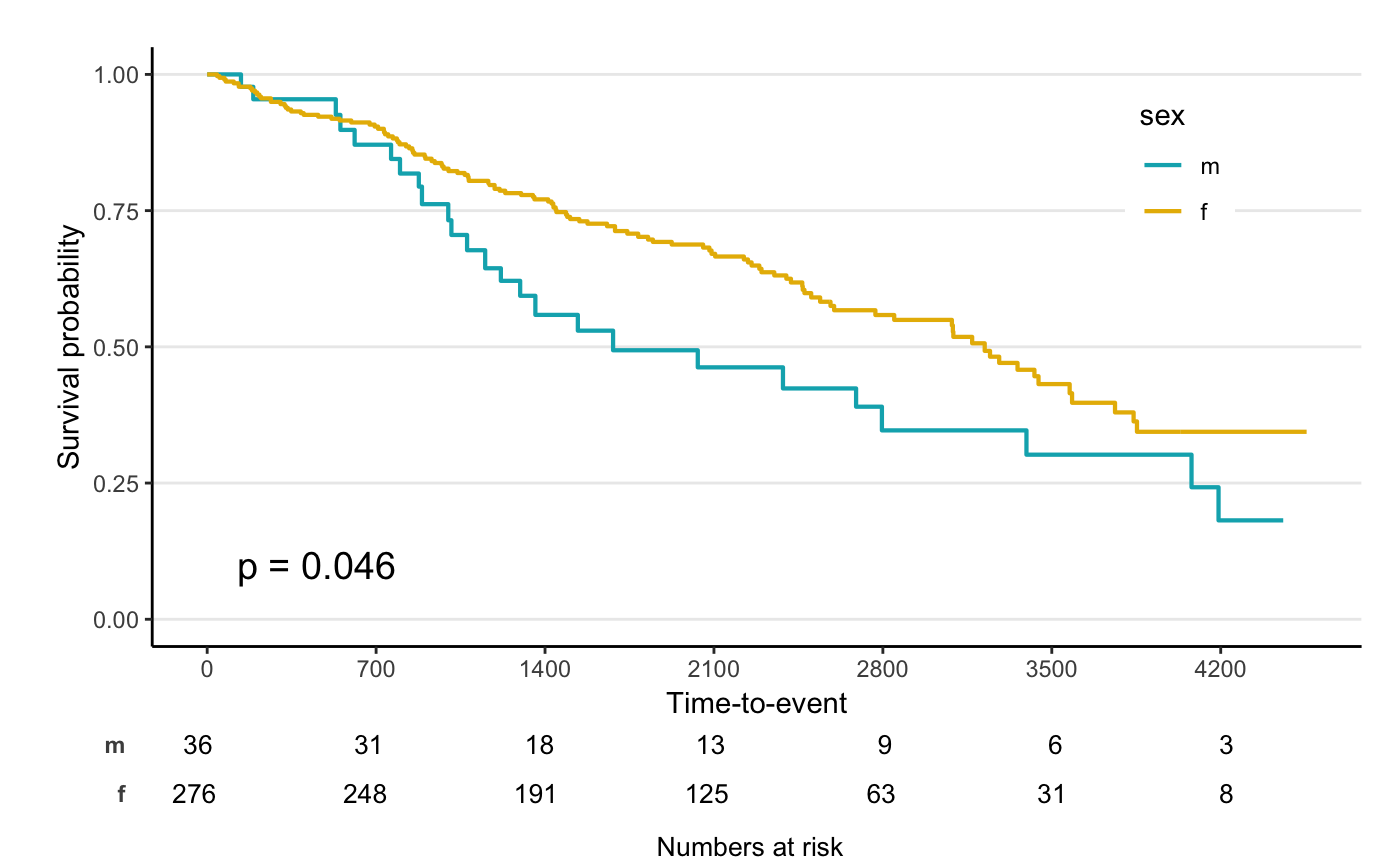 sex
m
f
1.00
0.75
0.50
0.25
0.00
Survival probability
p = 0.046
0 700 1400 2100 2800 3500 4200
Time-to-event
m 36 31 18 13 9 6 3
f 276 248 191 125 63 31 8
Numbers at risk